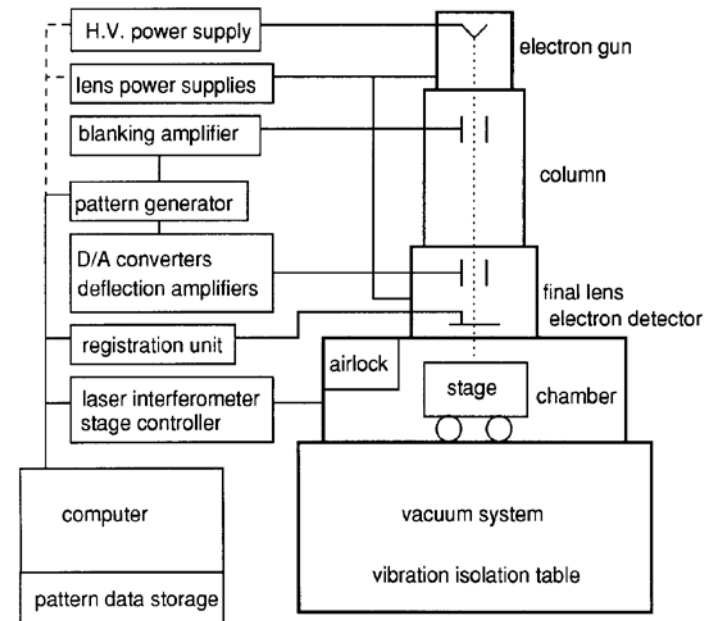 H.V. power supply
electron gun
lens power supplies
blanking amplifier
column
pattern generator
D/A converters
deflection amplifiers
final lens
electron detector
registration unit
airlock
laser interferometer
stage controller
stage
chamber
computer
vacuum system
vibration isolation table
pattern data storage